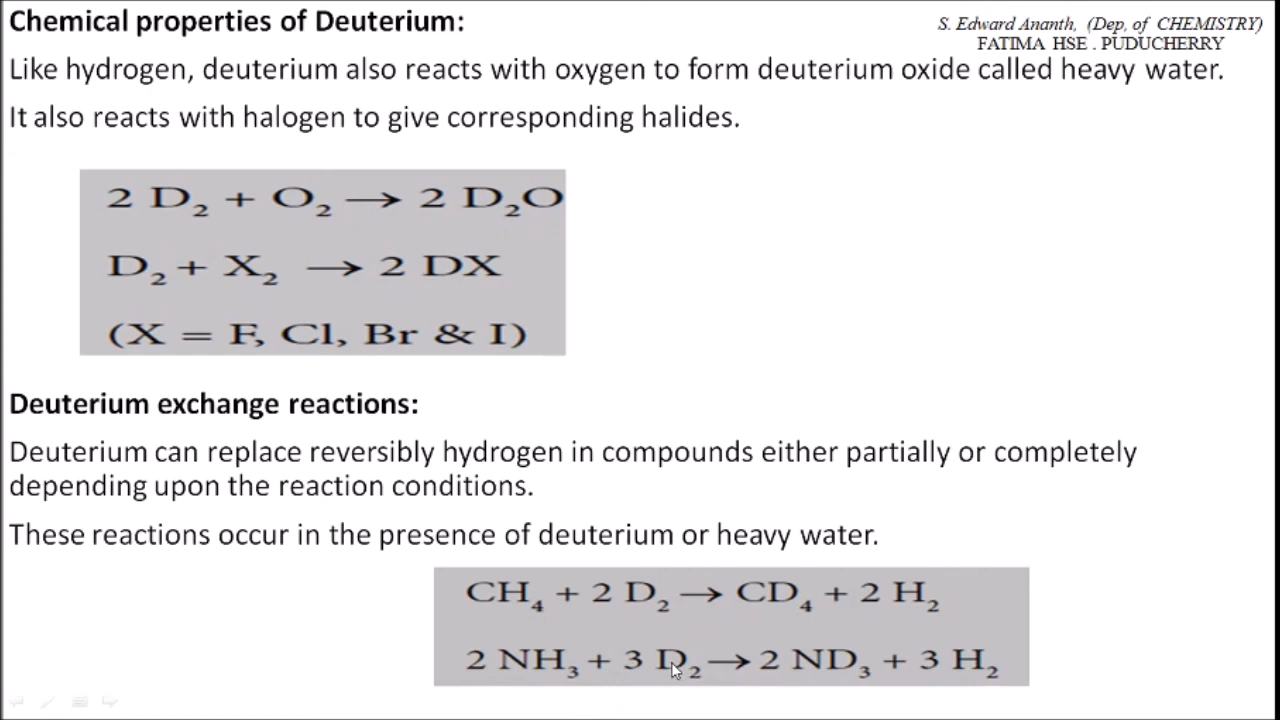 Chemical properties of Deuterium:
S. Edward Ananth, (Dep, of CHEMISTRY)
FATIMA HSE . PUDUCHERRY
Like hydrogen, deuterium also reacts with oxygen to form deuterium oxide called heavy water.
It also reacts with halogen to give corresponding halides.
2 D₂ + O₂ → 2 D₂O
D₂ + X₂ → 2 DX
(X = F, Cl, Br & I)
Deuterium exchange reactions:
Deuterium can replace reversibly hydrogen in compounds either partially or completely
depending upon the reaction conditions.
These reactions occur in the presence of deuterium or heavy water.
CH₄ + 2 D₂ → CD₄ + 2 H₂
2 NH₃ + 3 D₂ → 2 ND₃ + 3 H₂